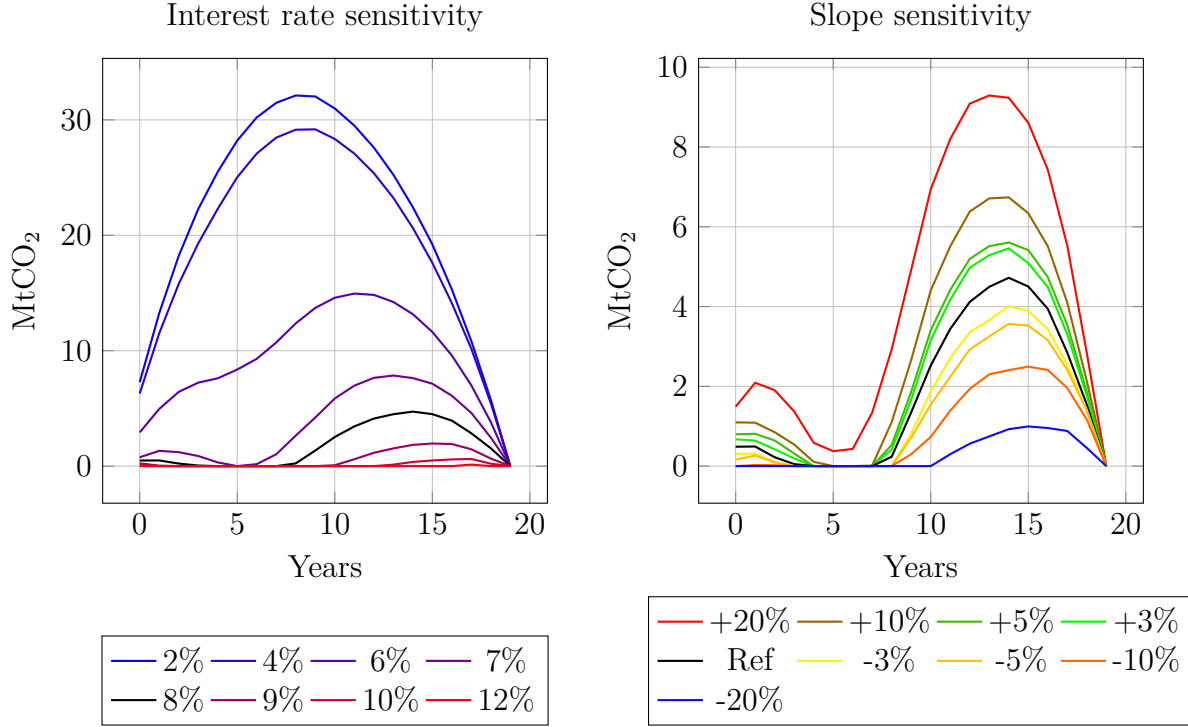 Interest rate sensitivity
MtCO₂
30
20
10
0
0 5 10 15 20
Years
2% 4% 6% 7%
8% 9% 10% 12%
Slope sensitivity
MtCO₂
10
8
6
4
2
0
0 5 10 15 20
Years
+20% +10% +5% +3%
Ref -3% -5% -10%
-20%